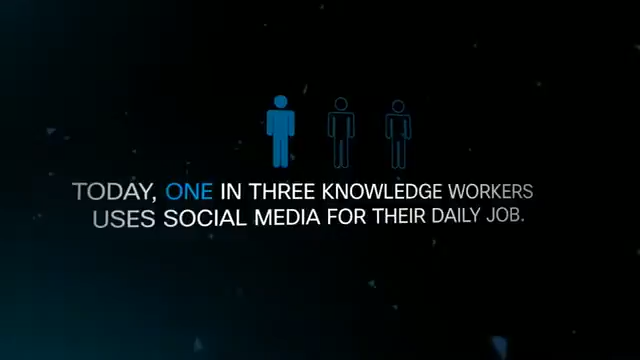 TODAY, ONE IN THREE KNOWLEDGE WORKERS
USES SOCIAL MEDIA FOR THEIR DAILY JOB.